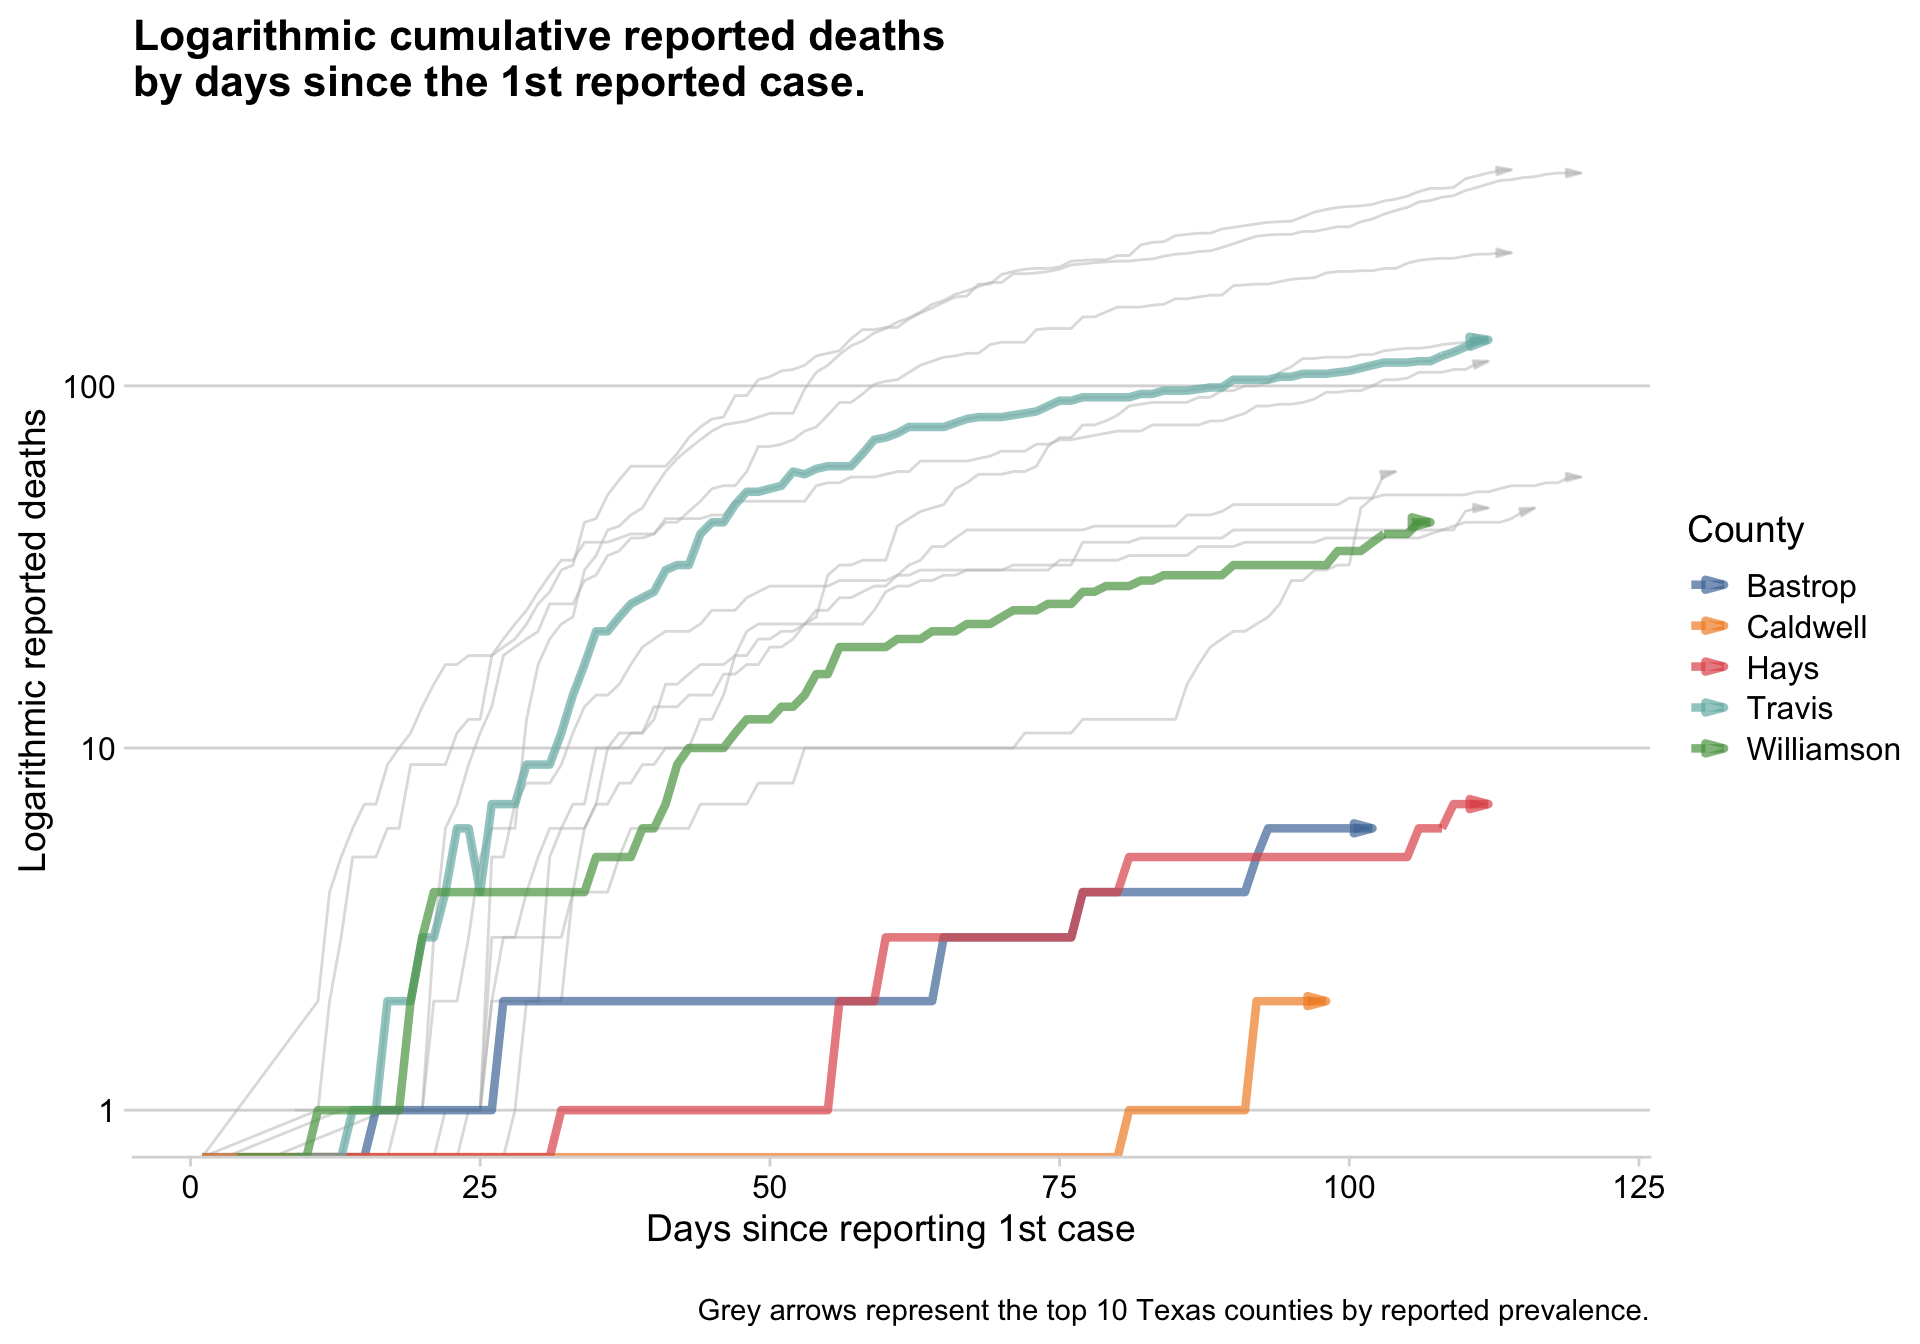 Logarithmic cumulative reported deaths
by days since the 1st reported case.
Logarithmic reported deaths
100
10
1
0 25 50 75 100 125
Days since reporting 1st case
County
Bastrop
Caldwell
Hays
Travis
Williamson
Grey arrows represent the top 10 Texas counties by reported prevalence.